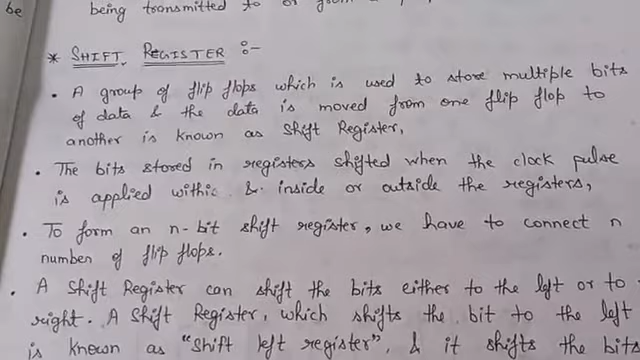 be
being transmitted to or from a
* SHIFT REGISTER :-
• A group of flip flops which is used to store multiple bits
of data & the data is moved from one flip flop to
another is known as Shift Register,
• The bits stored in registers shifted when the clock pulse
is applied within & inside or outside the registers,
• To form an n-bit shift register, we have to connect n
number of flip flops.
• A Shift Register can shift the bits either to the left or to
right. A Shift Register, which shifts the bit to the left
is known as "Shift left register", & it shifts the bits